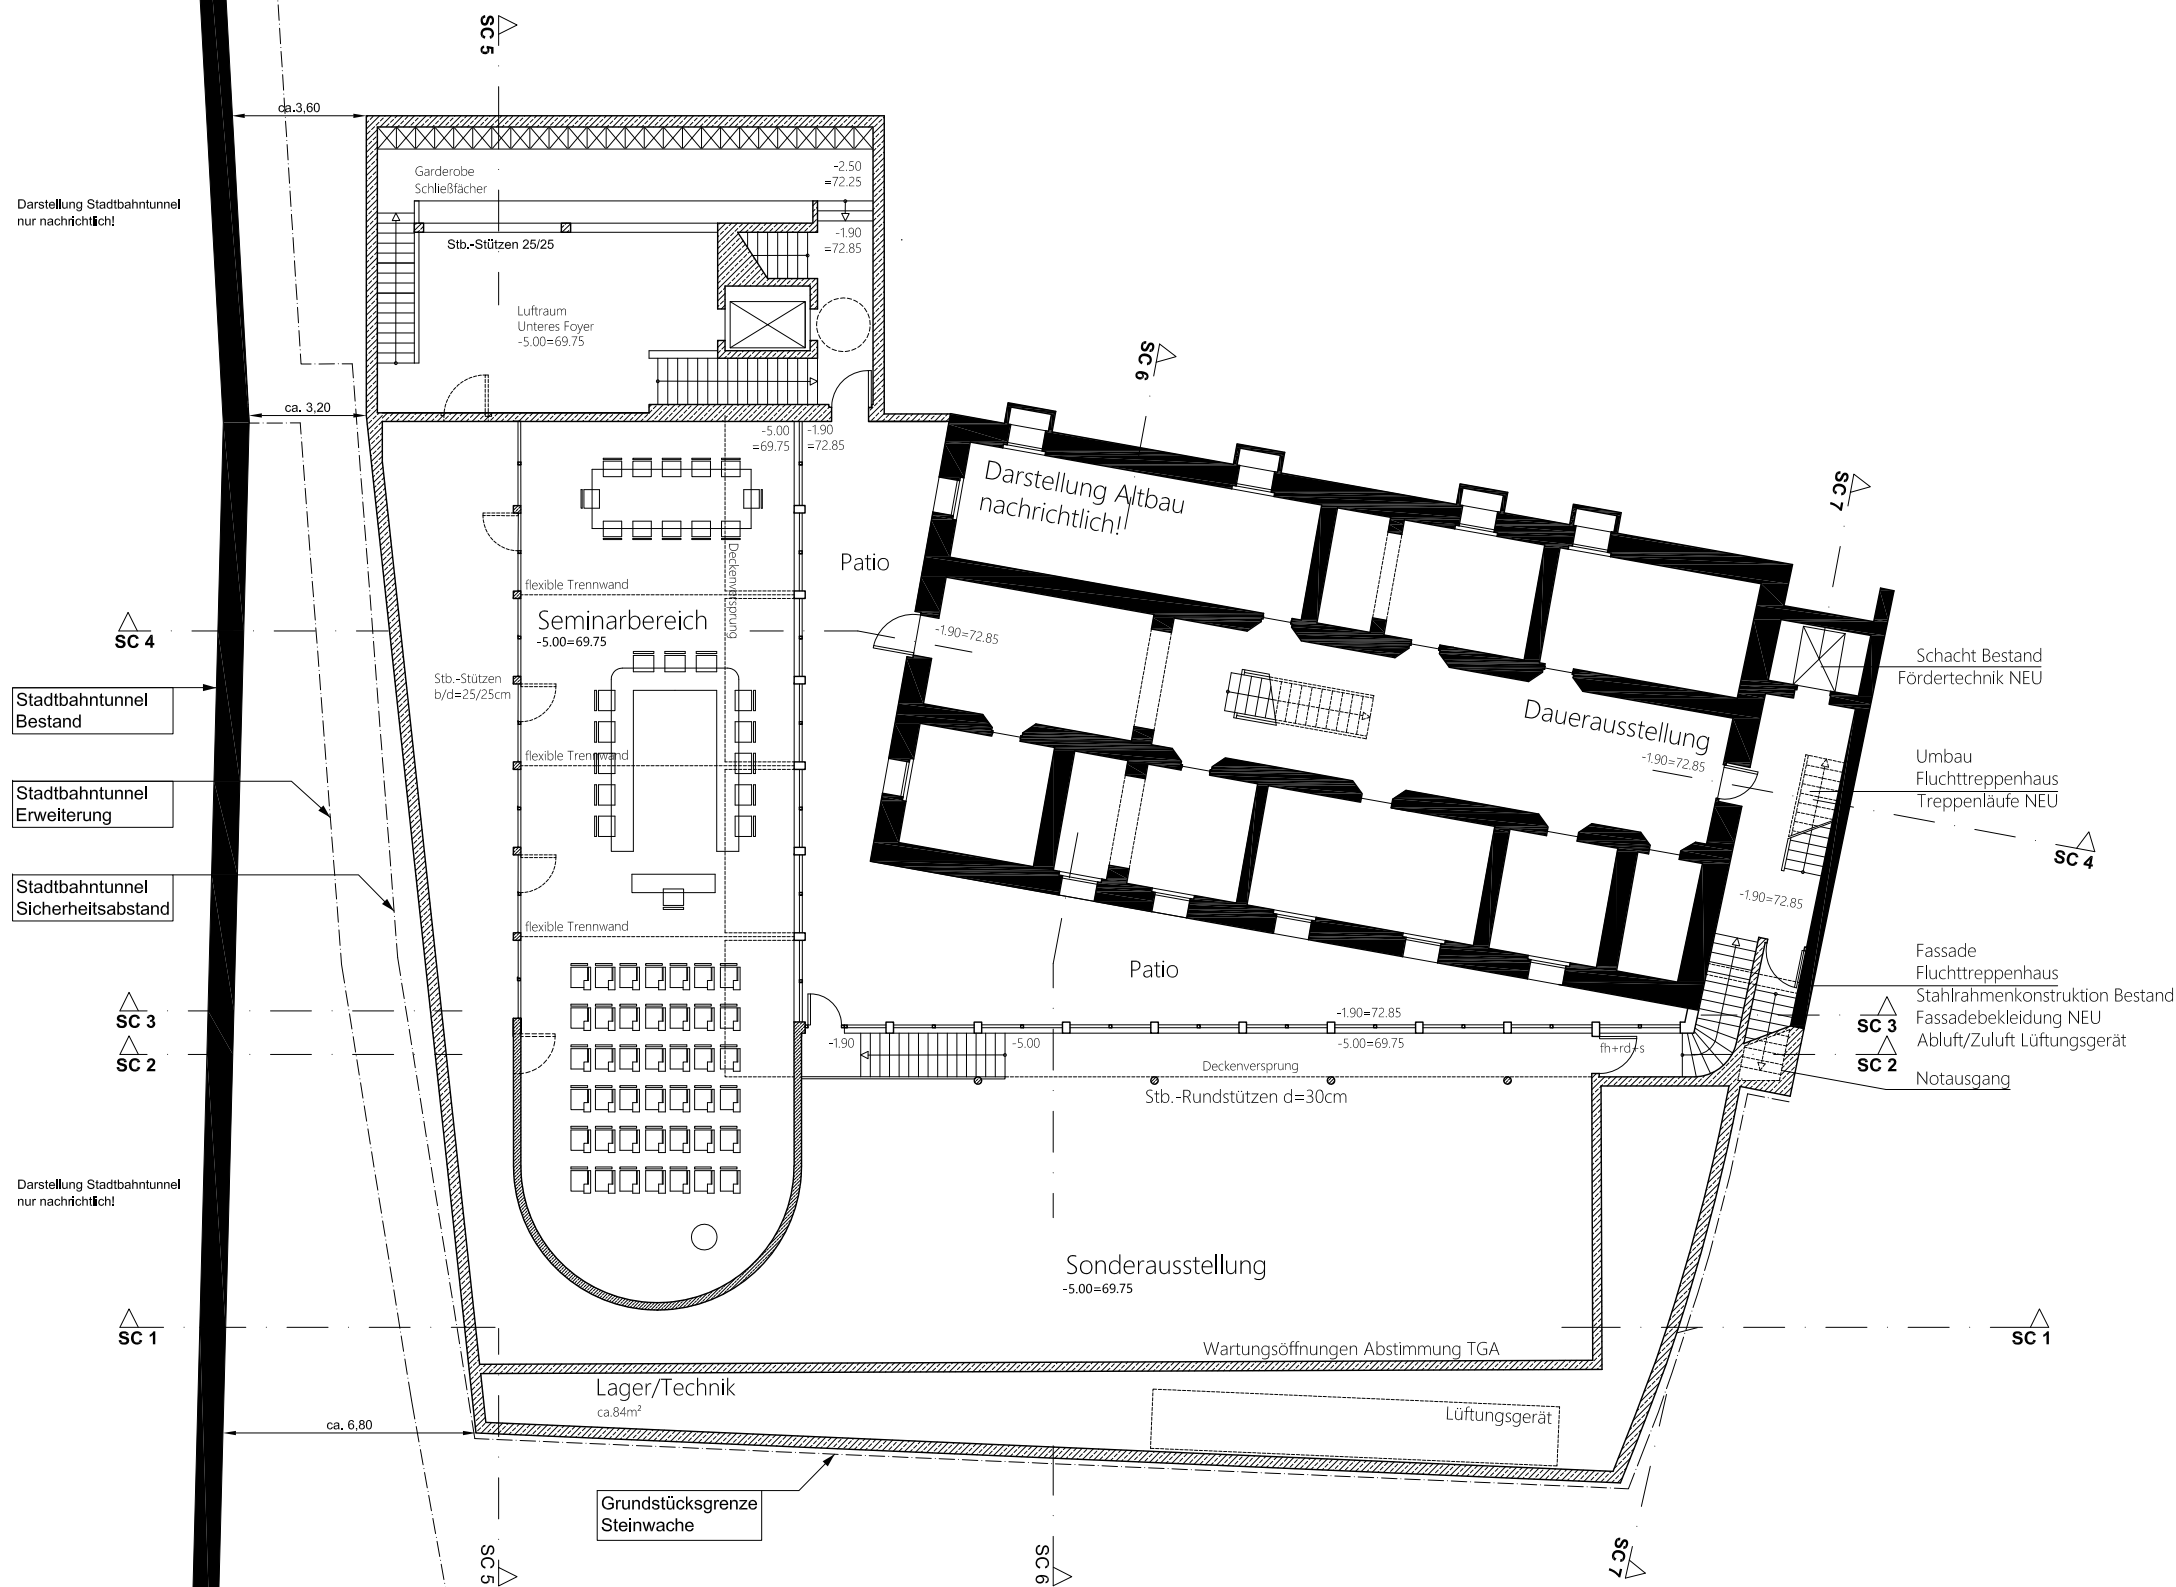 SC 5
ca.3,60
Garderobe
Schließfächer
-2.50
=72.25
Darstellung Stadtbahntunnel
nur nachrichtlich!
Stb.-Stützen 25/25
-1.90
=72.85
Luftraum
Unteres Foyer
-5.00=69.75
SC 6
ca. 3,20
-5.00
=69.75
-1.90
=72.85
Darstellung Altbau
nachrichtlich!
SC 7
Patio
Deckenversprung
flexible Trennwand
Seminarbereich
-5.00=69.75
SC 4
-1.90=72.85
Schacht Bestand
Fördertechnik NEU
Stb.-Stützen
b/d=25/25cm
Stadtbahntunnel
Bestand
Dauerausstellung
-1.90=72.85
flexible Trennwand
Umbau
Fluchttreppenhaus
Treppenläufe NEU
Stadtbahntunnel
Erweiterung
SC 4
Stadtbahntunnel
Sicherheitsabstand
-1.90=72.85
flexible Trennwand
Patio
Fassade
Fluchttreppenhaus
Stahlrahmenkonstruktion Bestand
Fassadebekleidung NEU
Abluft/Zuluft Lüftungsgerät
SC 3
-1.90=72.85
SC 3
-1.90
-5.00
-5.00=69.75
fh+rd+s
SC 2
Deckenversprung
SC 2
Notausgang
Stb.-Rundstützen d=30cm
Darstellung Stadtbahntunnel
nur nachrichtlich!
Sonderausstellung
-5.00=69.75
SC 1
SC 1
Wartungsöffnungen Abstimmung TGA
Lager/Technik
ca.84m²
Lüftungsgerät
ca. 6,80
Grundstücksgrenze
Steinwache
SC 5
SC 6
SC 7